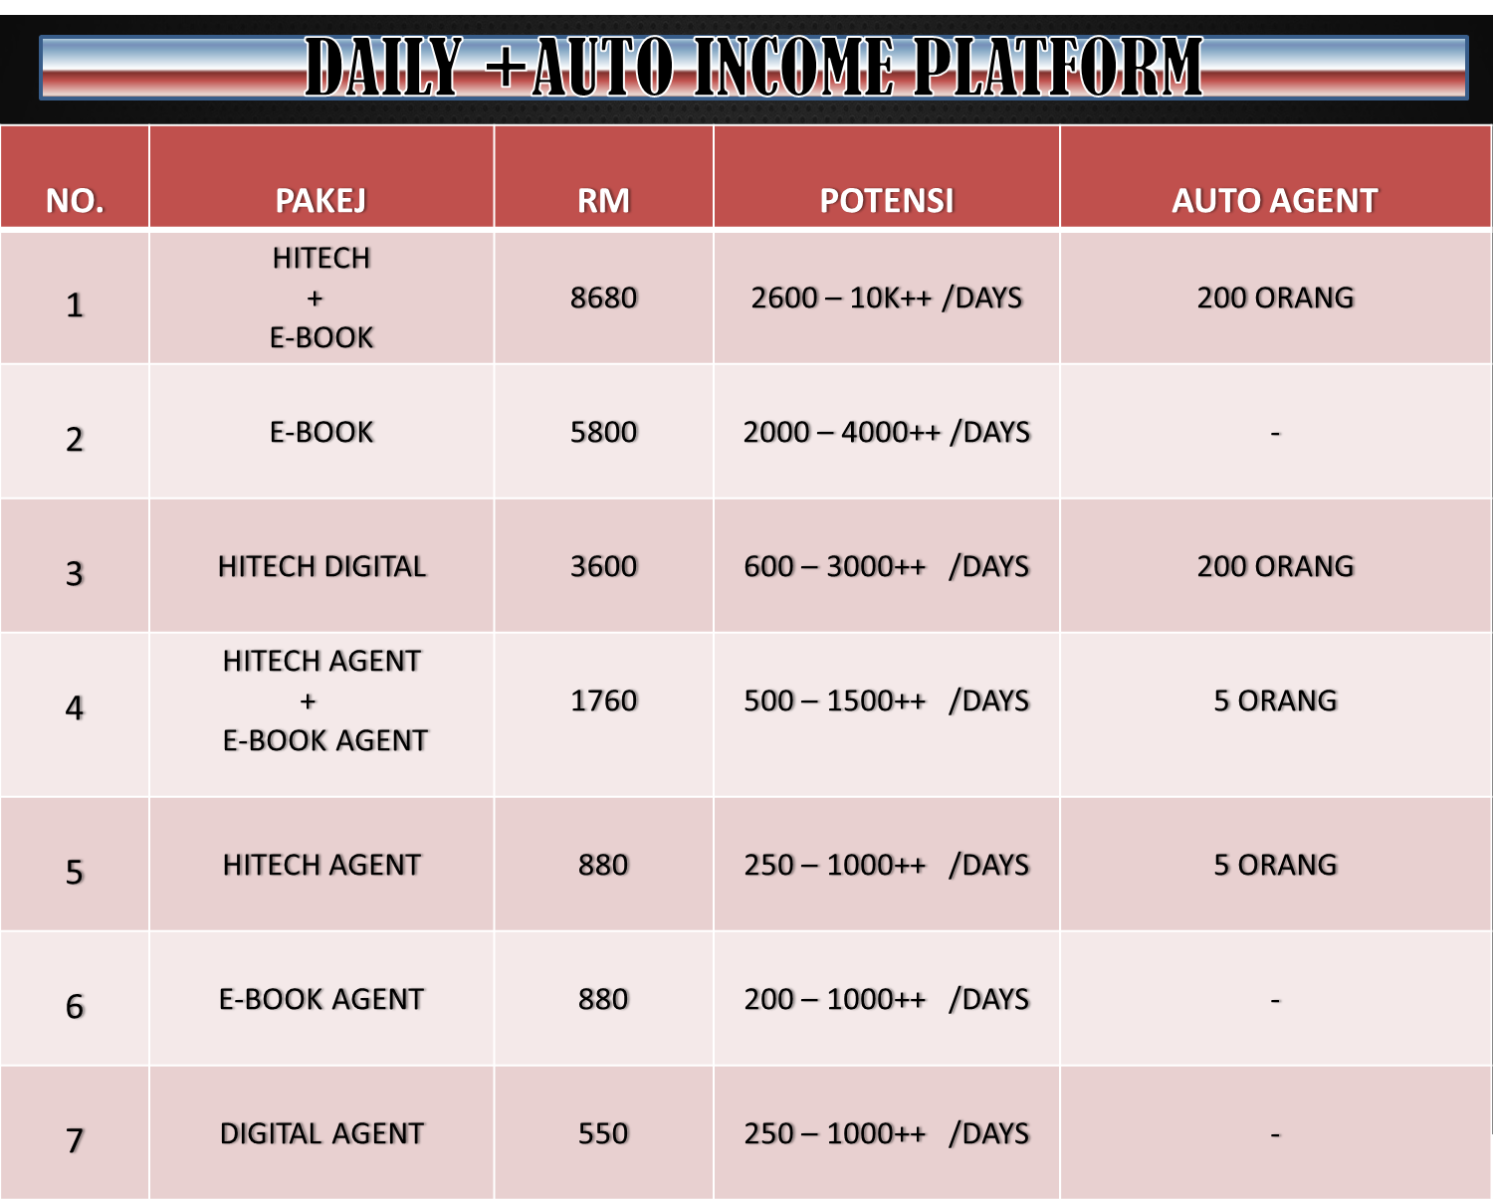 DAILY +AUTO INCOME PLATFORM
NO. PAKEJ RM POTENSI AUTO AGENT
1 HITECH + E-BOOK 8680 2600 – 10K++ /DAYS 200 ORANG
2 E-BOOK 5800 2000 – 4000++ /DAYS -
3 HITECH DIGITAL 3600 600 – 3000++ /DAYS 200 ORANG
4 HITECH AGENT + E-BOOK AGENT 1760 500 – 1500++ /DAYS 5 ORANG
5 HITECH AGENT 880 250 – 1000++ /DAYS 5 ORANG
6 E-BOOK AGENT 880 200 – 1000++ /DAYS -
7 DIGITAL AGENT 550 250 – 1000++ /DAYS -